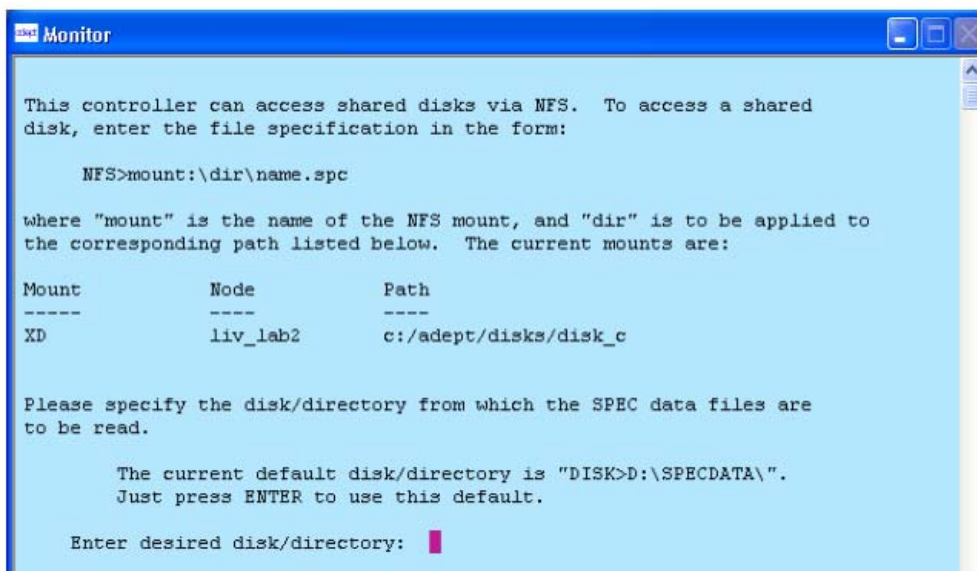 adept Monitor
This controller can access shared disks via NFS. To access a shared
disk, enter the file specification in the form:
NFS>mount:\dir\name.spc
where "mount" is the name of the NFS mount, and "dir" is to be applied to
the corresponding path listed below. The current mounts are:
Mount Node Path
----- ---- ----
XD liv_lab2 c:/adept/disks/disk_c
Please specify the disk/directory from which the SPEC data files are
to be read.
The current default disk/directory is "DISK>D:\SPECDATA\".
Just press ENTER to use this default.
Enter desired disk/directory: